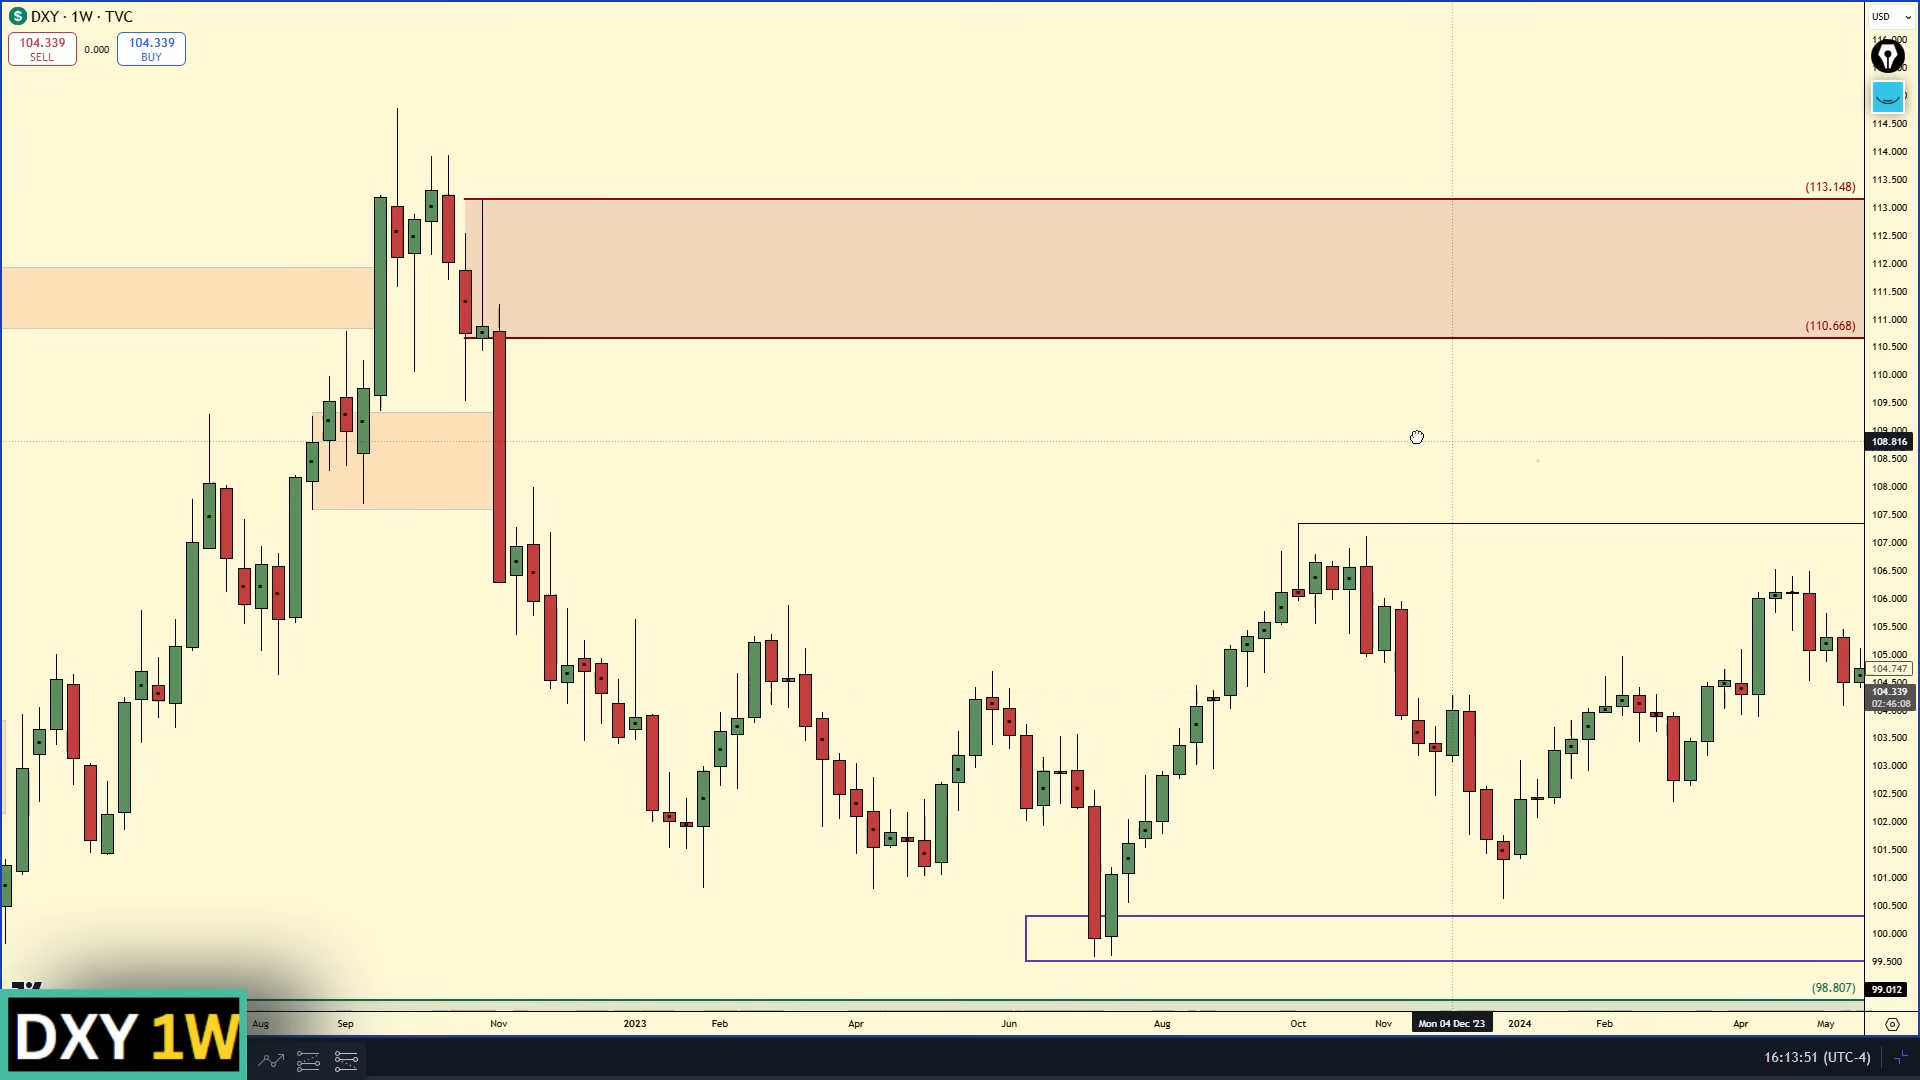 DXY · 1W · TVC
104.339
SELL
0.000
104.339
BUY
USD
114.500
114.000
113.500
113.000
112.500
112.000
111.500
111.000
110.500
110.000
109.500
108.816
108.500
108.000
107.500
107.000
106.500
106.000
105.500
105.000
104.747
104.339
02:46:08
103.500
103.000
102.500
102.000
101.500
101.000
100.500
100.000
99.500
99.012
(113.148)
(110.668)
(98.807)
Aug
Sep
Nov
2023
Feb
Apr
Jun
Aug
Oct
Nov
Mon 04 Dec '23
2024
Feb
Apr
May
DXY 1W
16:13:51 (UTC-4)